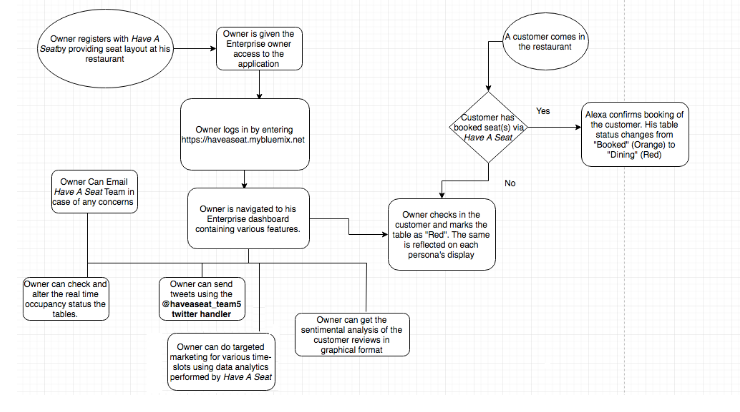 Owner registers with Have A
Seatby providing seat layout at his
restaurant
Owner is given the
Enterprise owner
access to the
application
A customer comes in
the restaurant
Owner logs in by entering
https://haveaseat.mybluemix.net
Customer has
booked seat(s) via
Have A Seat
Yes
No
Alexa confirms booking of
the customer. His table
status changes from
"Booked" (Orange) to
"Dining" (Red)
Owner Can Email
Have A Seat Team in
case of any concerns
Owner is navigated to his
Enterprise dashboard
containing various features.
Owner checks in the
customer and marks the
table as "Red". The same
is reflected on each
persona's display
Owner can check and
alter the real time
occupancy status the
tables.
Owner can send
tweets using the
@haveaseat_team5
twitter handler
Owner can do targeted
marketing for various time-
slots using data analytics
performed by Have A Seat
Owner can get the
sentimental analysis of the
customer reviews in
graphical format